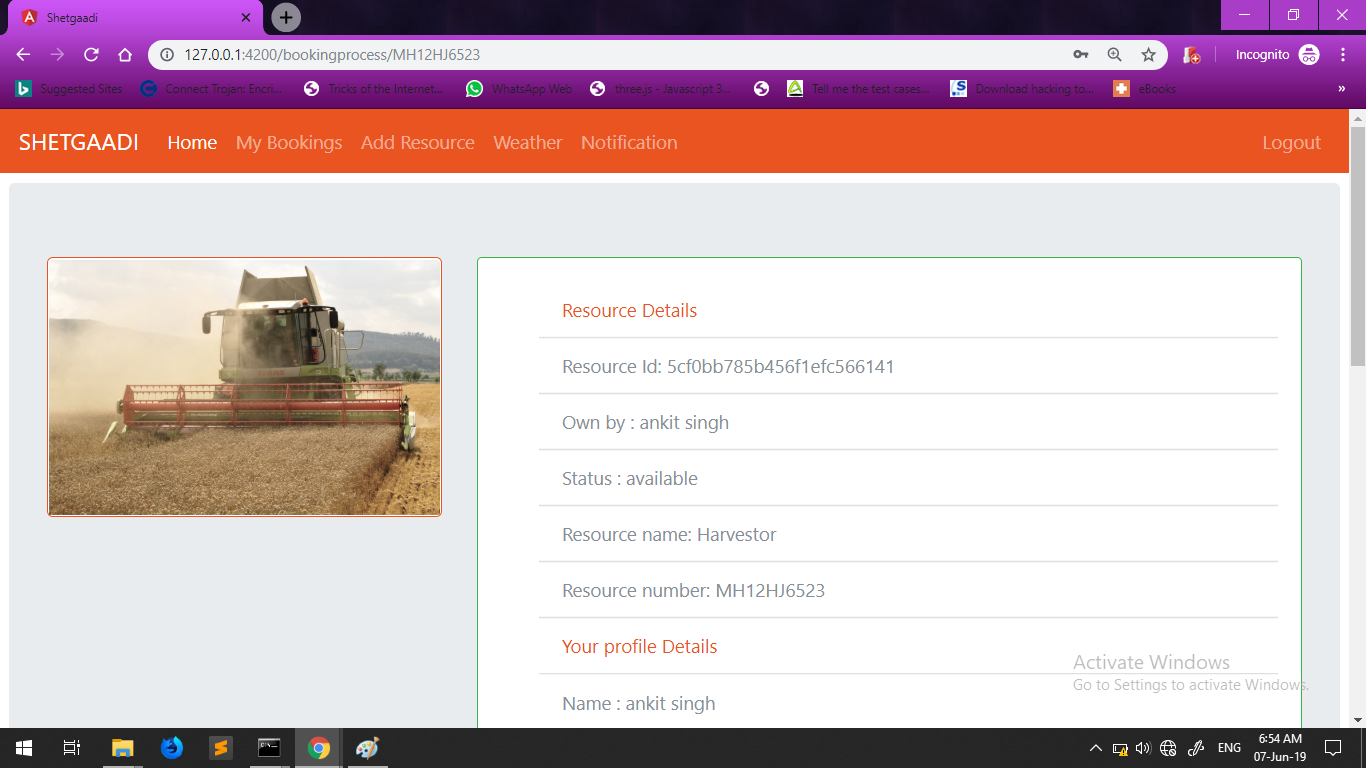 Shetgaadi
127.0.0.1:4200/bookingprocess/MH12HJ6523
Incognito
Suggested Sites
Connect Trojan: Encri...
Tricks of the Internet...
WhatsApp Web
three.js - Javascript 3...
Tell me the test cases...
Download hacking to...
eBooks
»
SHETGAADI Home My Bookings Add Resource Weather Notification Logout
Resource Details
Resource Id: 5cf0bb785b456f1efc566141
Own by : ankit singh
Status : available
Resource name: Harvestor
Resource number: MH12HJ6523
Your profile Details
Name : ankit singh
Activate Windows
Go to Settings to activate Windows.
ENG
6:54 AM
07-Jun-19